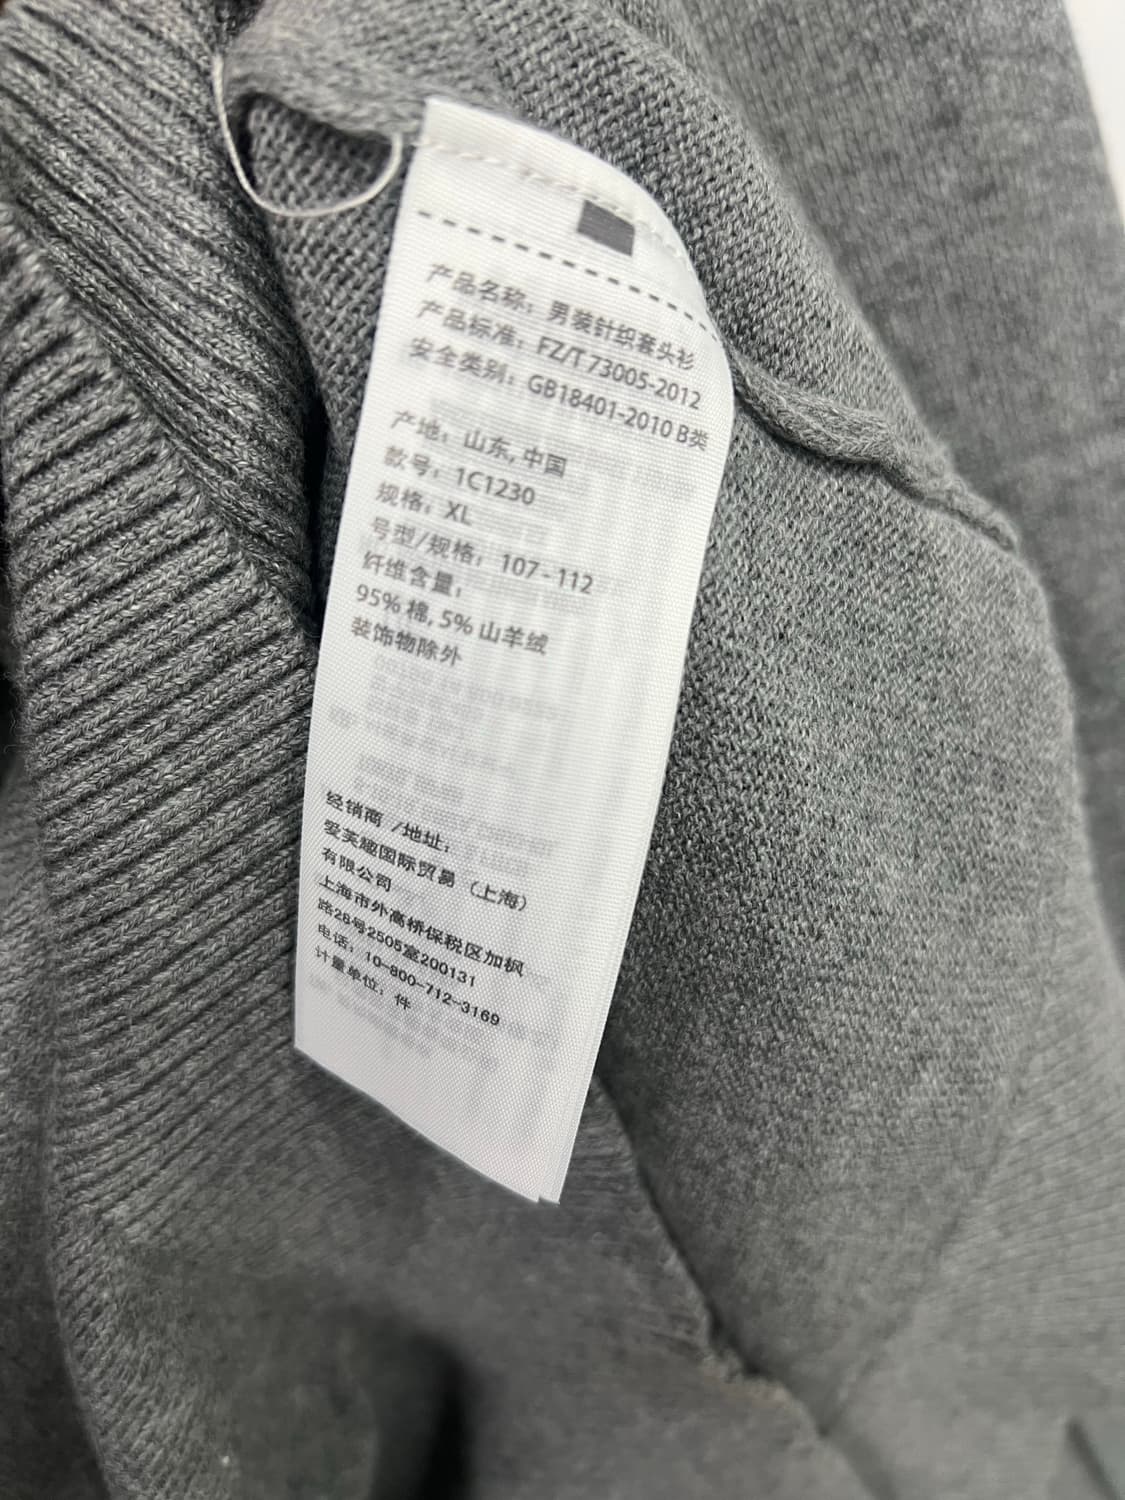 产品名称：男装针织套头衫
产品标准：FZ/T 73005-2012
安全类别：GB18401-2010 B类
产地：山东, 中国
款号：1C1230
规格：XL
号型/规格：107-112
纤维含量：
95% 棉, 5% 山羊绒
装饰物除外
经销商 /地址：
爱芙趣国际贸易（上海）
有限公司
上海市外高桥保税区加枫
路28号2505室200131
电话：10-800-712-3169
计量单位：件